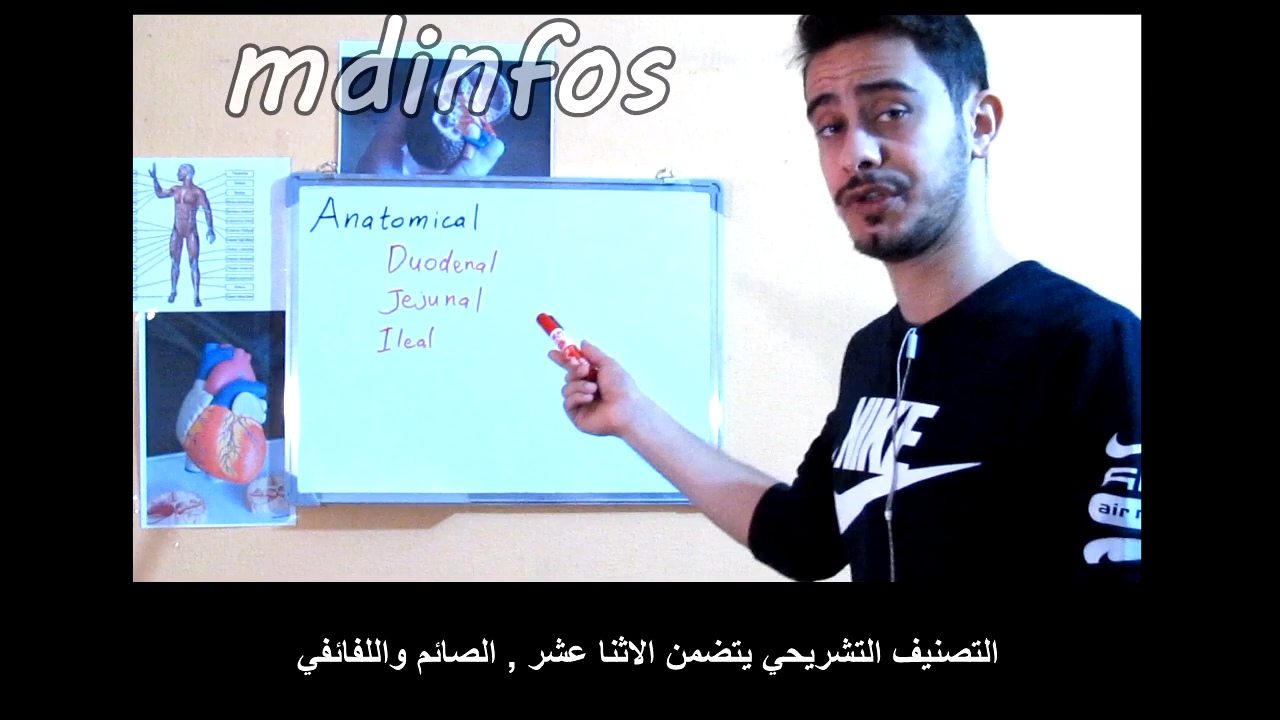 mdinfos
Anatomical
Duodenal
Jejunal
Ileal
NIKE
air
التصنيف التشريحي يتضمن الاثنا عشر , الصائم واللفائفي